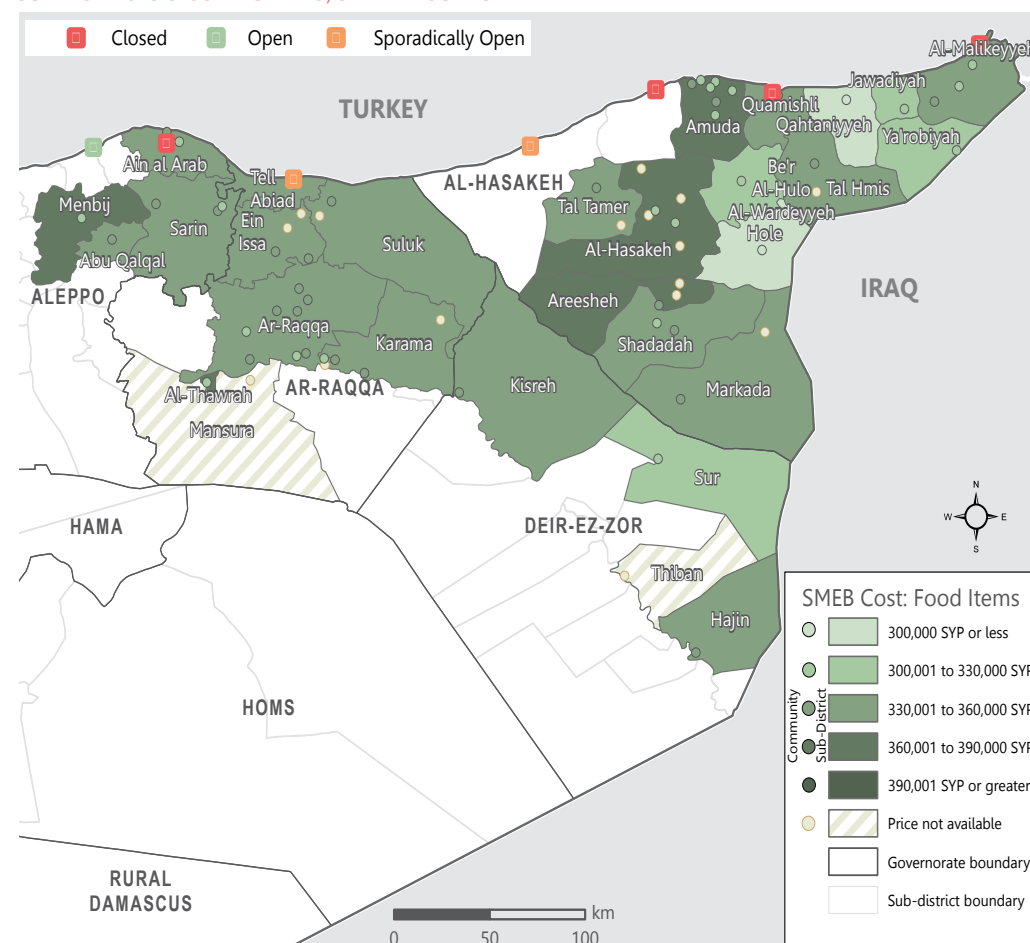 Closed
Open
Sporadically Open
TURKEY
Al-Malikeyyeh
Jawadiyah
Quamishli
Qahtaniyyeh
Amuda
Ya'robiyah
Ain al Arab
Tell
Abiad
AL-HASAKEH
Be'r
Al-Hulo
Al-Wardeyyeh
Tal Hmis
Menbij
Sarin
Ein
Issa
Tal Tamer
Hole
Suluk
Al-Hasakeh
Abu Qalqal
IRAQ
ALEPPO
Areesheh
Ar-Raqqa
Karama
Shadadah
Kisreh
Markada
Al-Thawrah
AR-RAQQA
Mansura
Sur
N
W
E
S
HAMA
DEIR-EZ-ZOR
Thiban
Hajin
HOMS
RURAL
DAMASCUS
km
0
50
100
SMEB Cost: Food Items
Community
Sub-District
300,000 SYP or less
300,001 to 330,000 SYP
330,001 to 360,000 SYP
360,001 to 390,000 SYP
390,001 SYP or greater
Price not available
Governorate boundary
Sub-district boundary